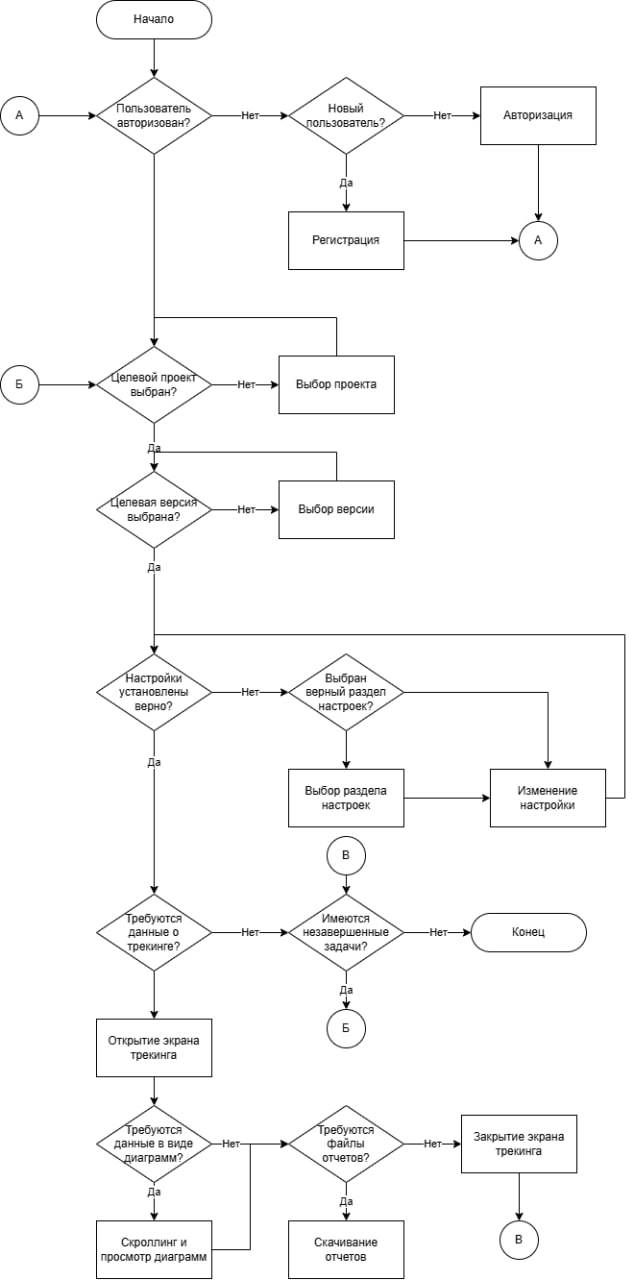 Начало
А
Пользователь
авторизован?
Нет
Новый
пользователь?
Нет
Авторизация
Да
Регистрация
А
Б
Целевой проект
выбран?
Нет
Выбор проекта
Да
Целевая версия
выбрана?
Нет
Выбор версии
Да
Настройки
установлены
верно?
Нет
Выбран
верный раздел
настроек?
Да
Выбор раздела
настроек
Изменение
настройки
В
Требуются
данные о
трекинге?
Нет
Имеются
незавершенные
задачи?
Нет
Конец
Да
Б
Открытие экрана
трекинга
Требуются
данные в виде
диаграмм?
Нет
Требуются
файлы
отчетов?
Нет
Закрытие экрана
трекинга
Да
Да
Скроллинг и
просмотр диаграмм
Скачивание
отчетов
В